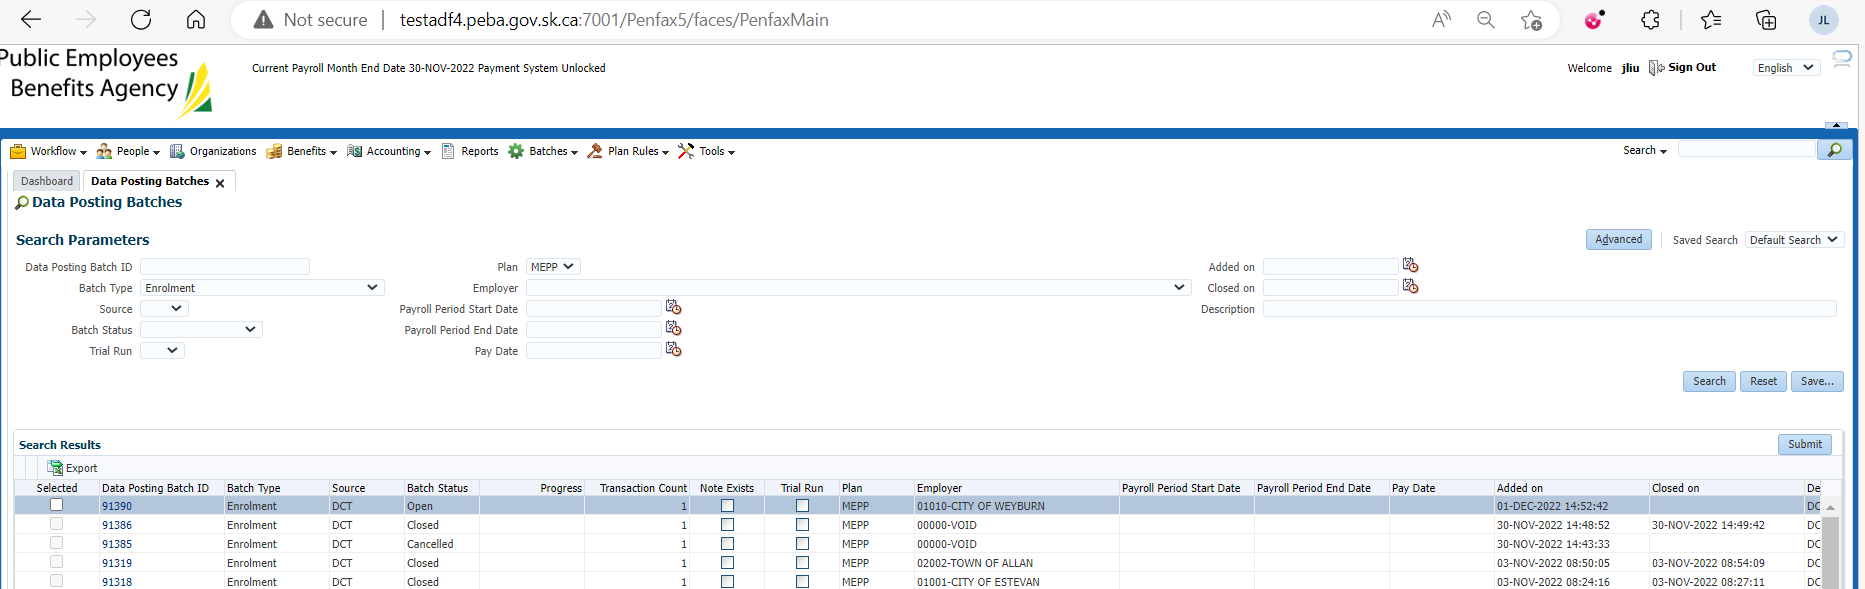 Not secure testadf4.peba.gov.sk.ca:7001/Penfax5/faces/PenfaxMain A JL
Public Employees
Benefits Agency
Current Payroll Month End Date 30-NOV-2022 Payment System Unlocked
Welcome jliu Sign Out English
Workflow People Organizations Benefits Accounting Reports Batches Plan Rules Tools Search
Dashboard Data Posting Batches
Data Posting Batches
Search Parameters Advanced Saved Search Default Search
Data Posting Batch ID Plan MEPP Added on
Batch Type Enrolment Employer Closed on
Source Payroll Period Start Date Description
Batch Status Payroll Period End Date
Trial Run Pay Date
Search Reset Save...
Search Results Submit
Export
Selected Data Posting Batch ID Batch Type Source Batch Status Progress Transaction Count Note Exists Trial Run Plan Employer Payroll Period Start Date Payroll Period End Date Pay Date Added on Closed on De
91390 Enrolment DCT Open 1 MEPP 01010-CITY OF WEYBURN 01-DEC-2022 14:52:42 DC
91386 Enrolment DCT Closed 1 MEPP 00000-VOID 30-NOV-2022 14:48:52 30-NOV-2022 14:49:42 DC
91385 Enrolment DCT Cancelled 1 MEPP 00000-VOID 30-NOV-2022 14:43:33 DC
91319 Enrolment DCT Closed 1 MEPP 02002-TOWN OF ALLAN 03-NOV-2022 08:50:05 03-NOV-2022 08:54:09 DC
91318 Enrolment DCT Closed 1 MEPP 01001-CITY OF ESTEVAN 03-NOV-2022 08:24:16 03-NOV-2022 08:27:11 DC